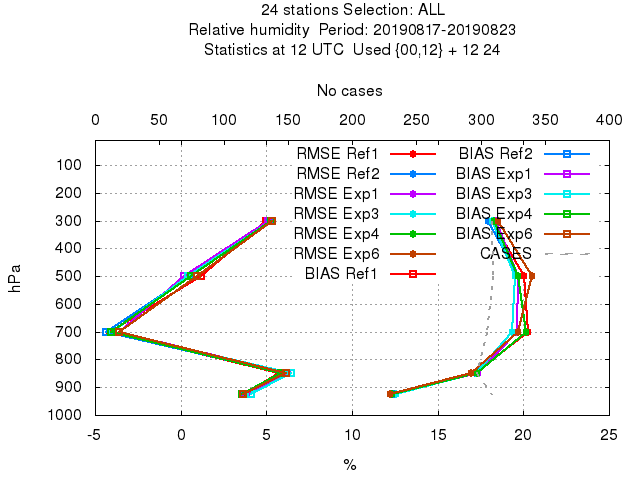 24 stations Selection: ALL
Relative humidity  Period: 20190817-20190823
Statistics at 12 UTC  Used {00,12} + 12 24
No cases
0 50 100 150 200 250 300 350 400
RMSE Ref1
RMSE Ref2
RMSE Exp1
RMSE Exp3
RMSE Exp4
RMSE Exp6
BIAS Ref1
BIAS Ref2
BIAS Exp1
BIAS Exp3
BIAS Exp4
BIAS Exp6
CASES
hPa
100
200
300
400
500
600
700
800
900
1000
-5 0 5 10 15 20 25
%